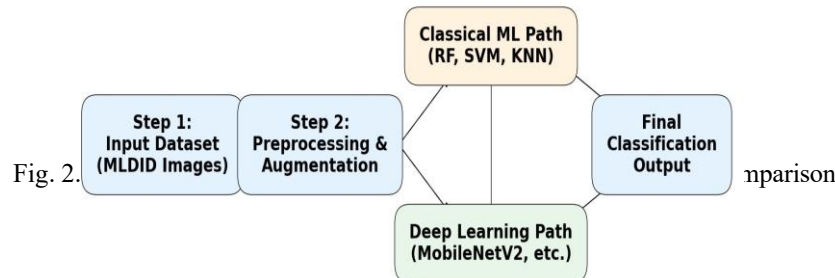 Classical ML Path
(RF, SVM, KNN)
Step 1:
Input Dataset
(MLDID Images)
Step 2:
Preprocessing &
Augmentation
Final
Classification
Output
Fig. 2.
mparison
Deep Learning Path
(MobileNetV2, etc.)